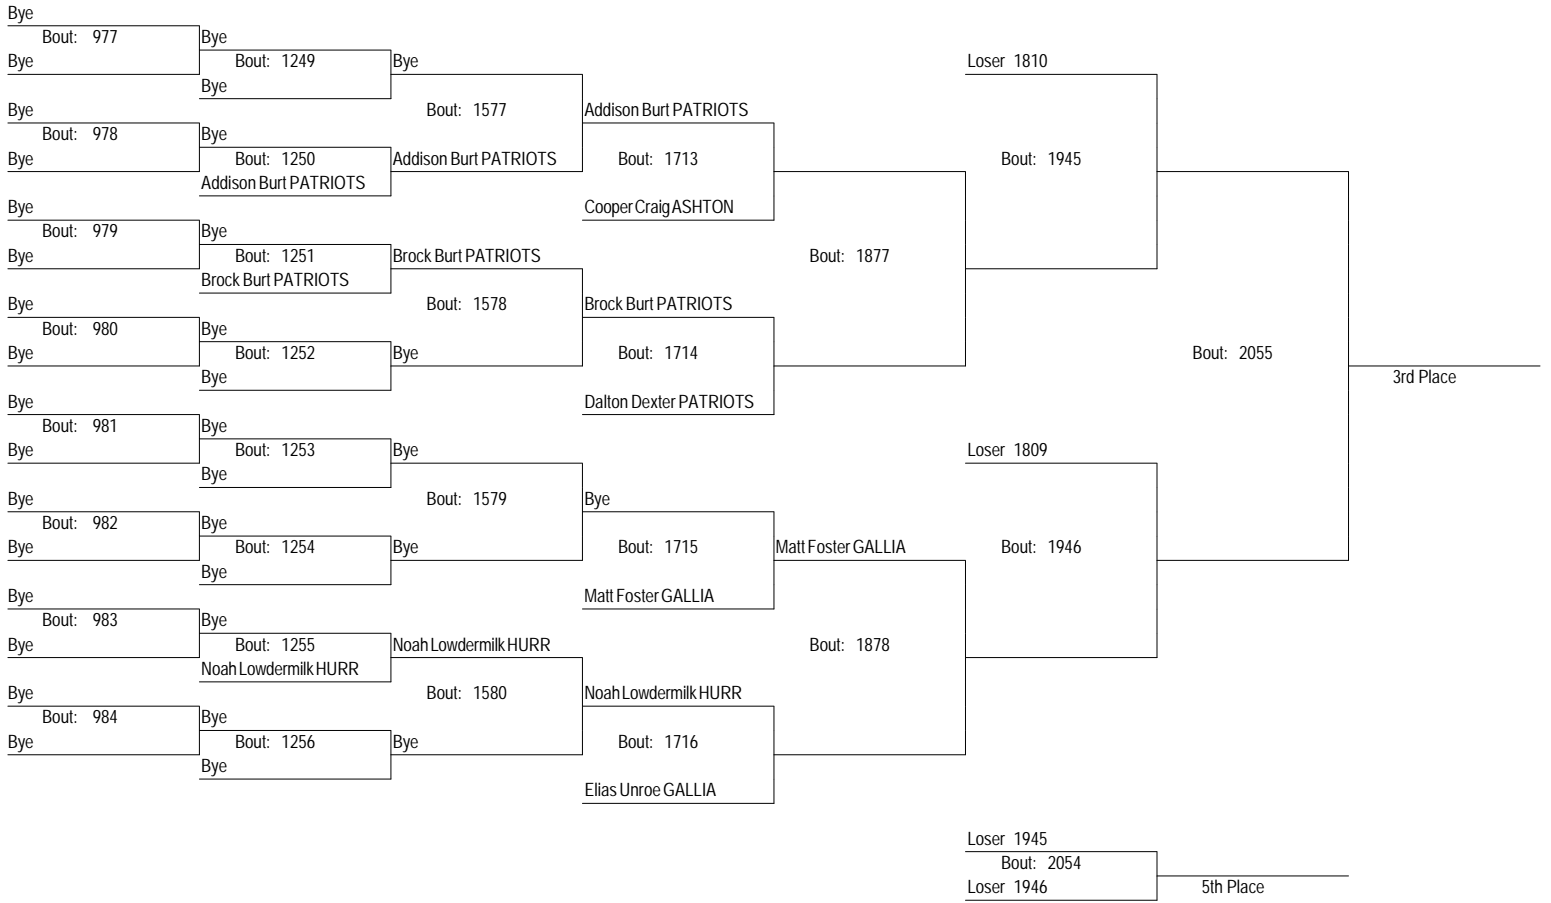 Bye
Bout: 977
Bye
Bye
Bout: 978
Bye
Bye
Bout: 979
Bye
Bye
Bout: 980
Bye
Bye
Bout: 981
Bye
Bye
Bout: 982
Bye
Bye
Bout: 983
Bye
Bye
Bout: 984
Bye
Bye
Bout: 1249
Bye
Bye
Bout: 1250
Addison Burt PATRIOTS
Bye
Bout: 1251
Brock Burt PATRIOTS
Bye
Bout: 1252
Bye
Bye
Bout: 1253
Bye
Bye
Bout: 1254
Bye
Bye
Bout: 1255
Noah Lowdermilk HURR
Bye
Bout: 1256
Bye
Bye
Bout: 1577
Addison Burt PATRIOTS
Brock Burt PATRIOTS
Bout: 1578
Bye
Bye
Bout: 1579
Bye
Noah Lowdermilk HURR
Bout: 1580
Bye
Addison Burt PATRIOTS
Bout: 1713
Cooper Craig ASHTON
Brock Burt PATRIOTS
Bout: 1714
Dalton Dexter PATRIOTS
Bye
Bout: 1715
Matt Foster GALLIA
Noah Lowdermilk HURR
Bout: 1716
Elias Unroe GALLIA
Bout: 1877
Matt Foster GALLIA
Bout: 1878
Loser 1810
Bout: 1945
Loser 1809
Bout: 1946
Bout: 2055
3rd Place
Loser 1945
Bout: 2054
Loser 1946
5th Place